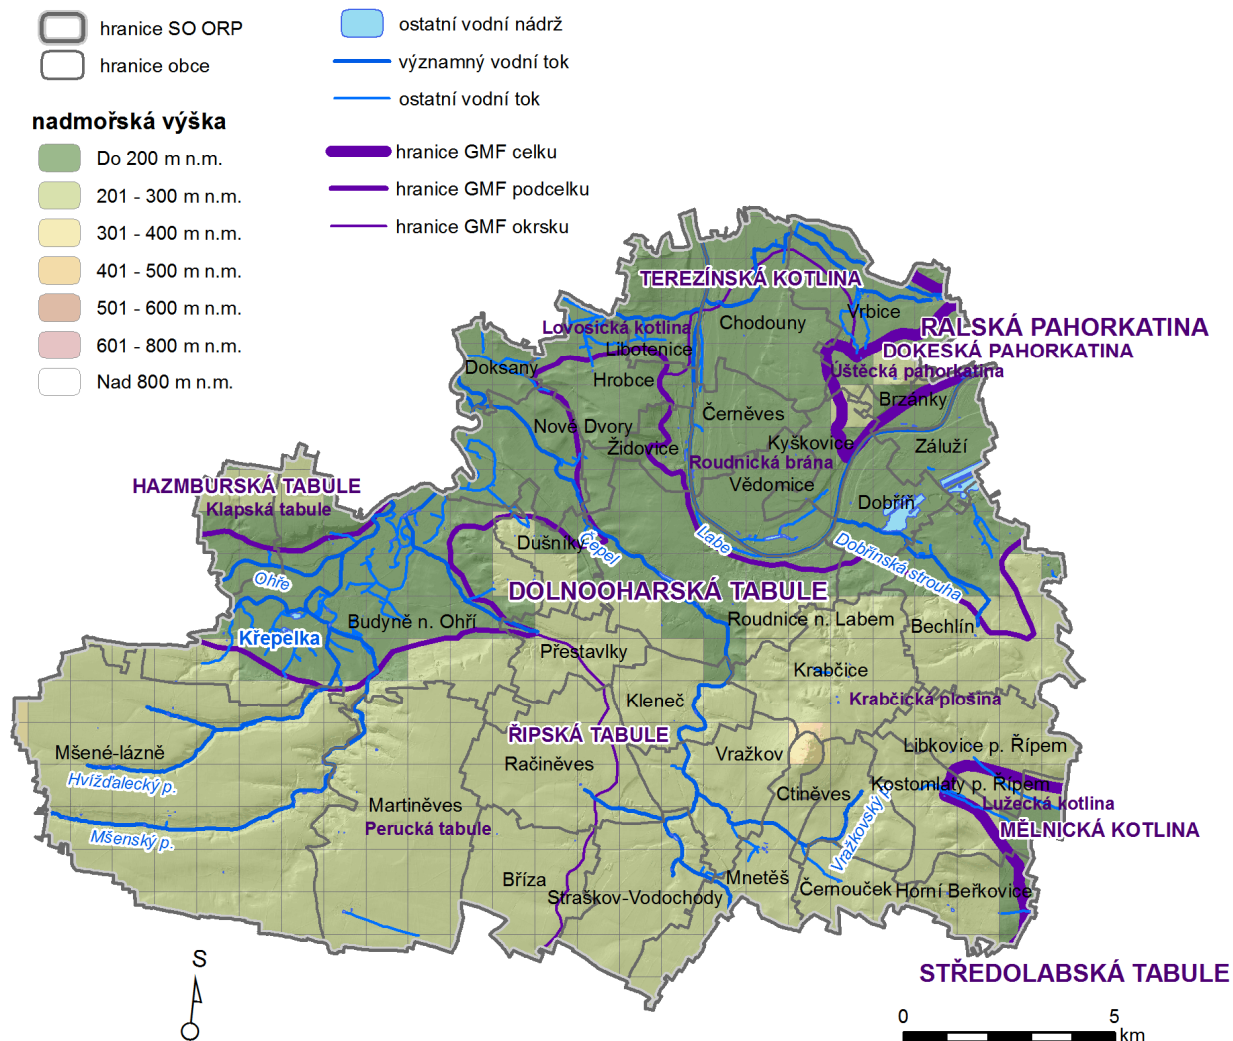 hranice SO ORP
hranice obce
nadmořská výška
Do 200 m n.m.
201 - 300 m n.m.
301 - 400 m n.m.
401 - 500 m n.m.
501 - 600 m n.m.
601 - 800 m n.m.
Nad 800 m n.m.
ostatní vodní nádrž
významný vodní tok
ostatní vodní tok
hranice GMF celku
hranice GMF podcelku
hranice GMF okrsku
TEREZÍNSKÁ KOTLINA
Lovosická kotlina
Chodouny
Vrbice
RALSKÁ PAHORKATINA
DOKESKÁ PAHORKATINA
Úštěcká pahorkatina
Libotenice
Doksany
Hrobce
Brzánky
Černěves
Nové Dvory
Židovice
Kyškovice
Záluží
Roudnická brána
Vědomice
HAZMBURSKÁ TABULE
Klapská tabule
Dobříň
Dušníky
Čepel
Labe
Dobřínská strouha
Ohře
DOLNOOHARSKÁ TABULE
Budyně n. Ohří
Roudnice n. Labem
Bechlín
Křepelka
Přestavlky
Krabčice
Kleneč
Krabčická plošina
ŘIPSKÁ TABULE
Mšené-lázně
Račiněves
Vražkov
Libkovice p. Řípem
Hvížďalecký p.
Kostomlaty p. Řípem
Ctiněves
Martiněves
Lužecká kotlina
Perucká tabule
MĚLNICKÁ KOTLINA
Mšenský p.
Vražkovský p.
Bříza
Mnetěš
Straškov-Vodochody
Černouček
Horní Beřkovice
STŘEDOLABSKÁ TABULE
S
0 5
km